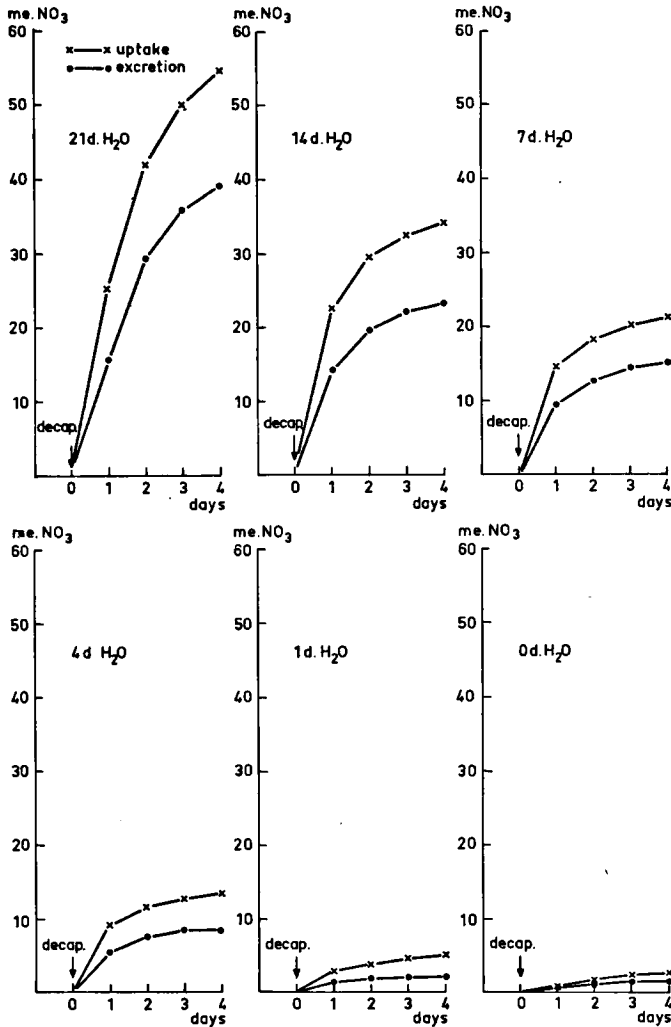 me.NO3
60
50
40
30
20
10
x—x uptake
●—● excretion
21d.H2O
decap.
0 1 2 3 4
days
me.NO3
60
50
40
30
20
10
14d.H2O
decap.
0 1 2 3 4
days
me.NO3
60
50
40
30
20
10
7d.H2O
decap.
0 1 2 3 4
days
me.NO3
60
50
40
30
20
10
4d H2O
decap.
0 1 2 3 4
days
me.NO3
60
50
40
30
20
10
1d.H2O
decap.
0 1 2 3 4
days
me.NO3
60
50
40
30
20
10
0d.H2O
decap.
0 1 2 3 4
days